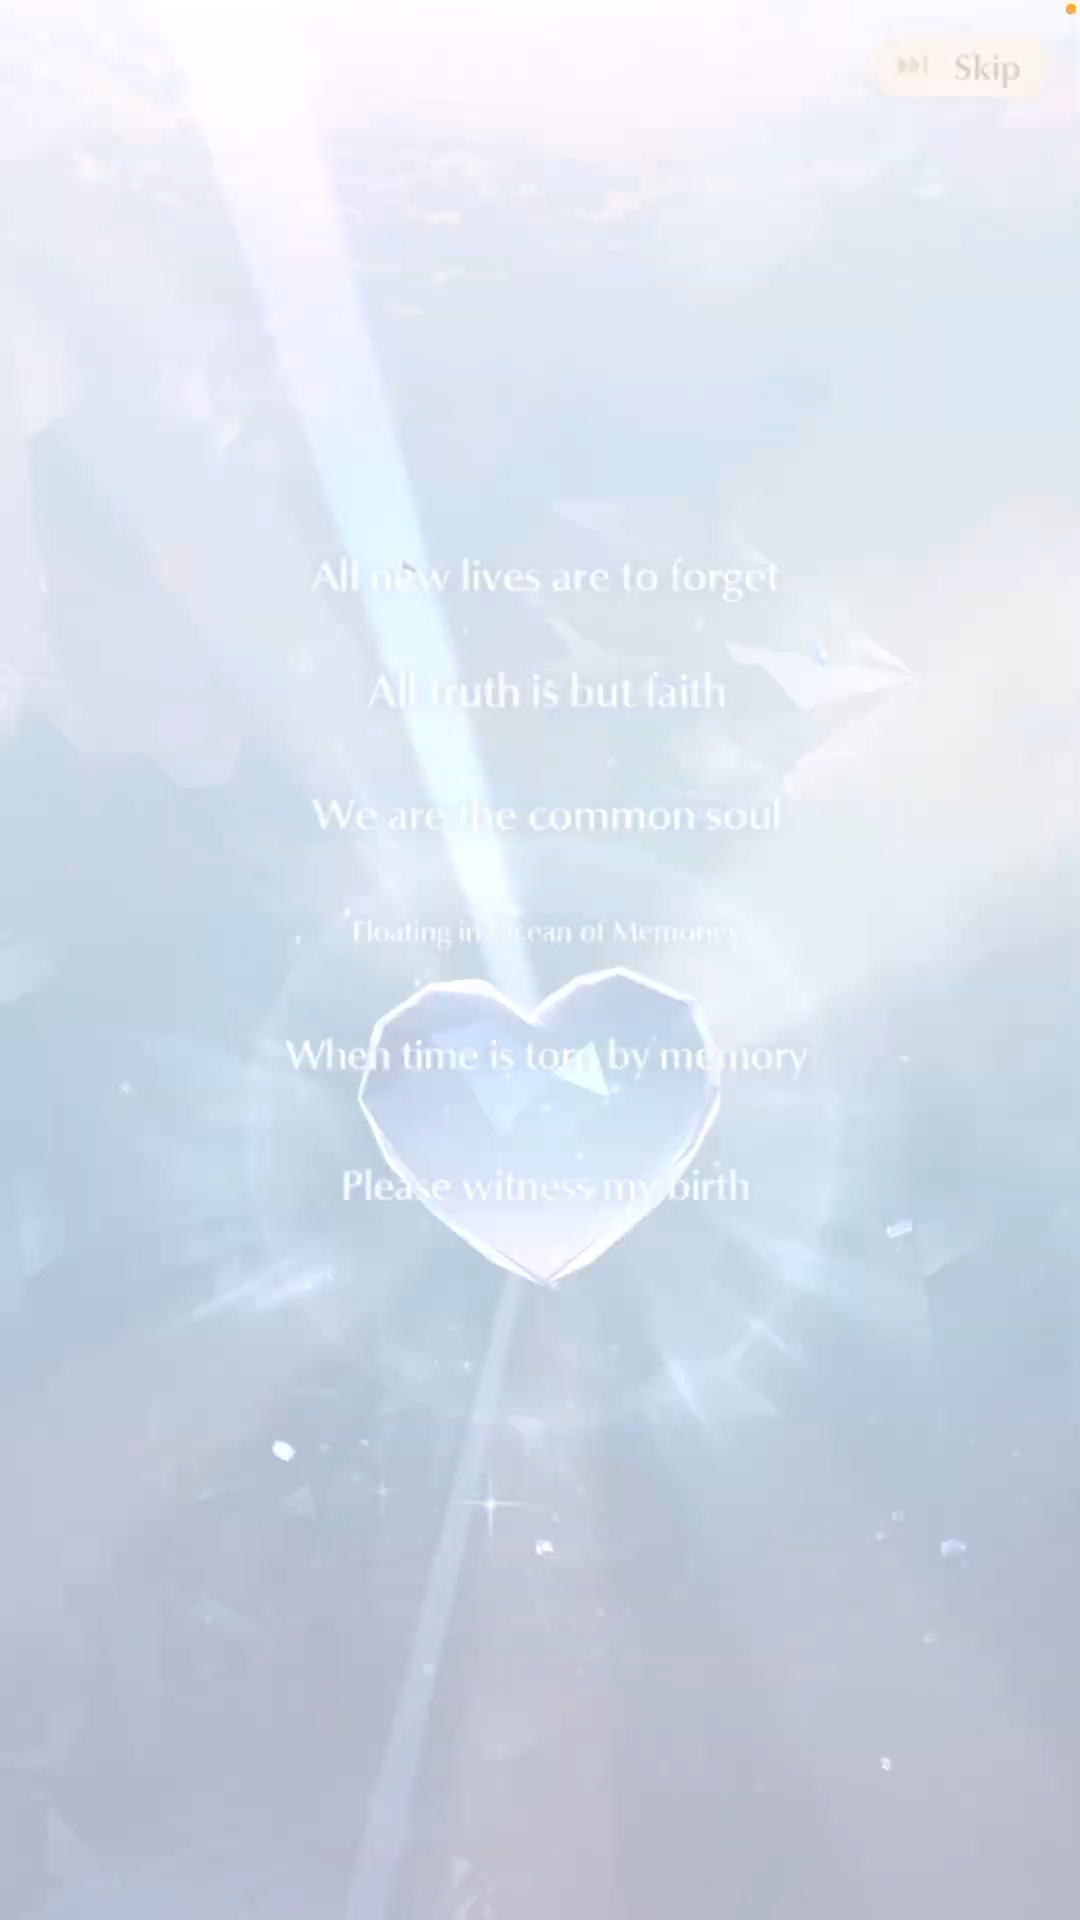 Skip
All new lives are to forget
All truth is but faith
We are the common soul
Floating in Ocean of Memories
When time is torn by memory
Please witness my birth